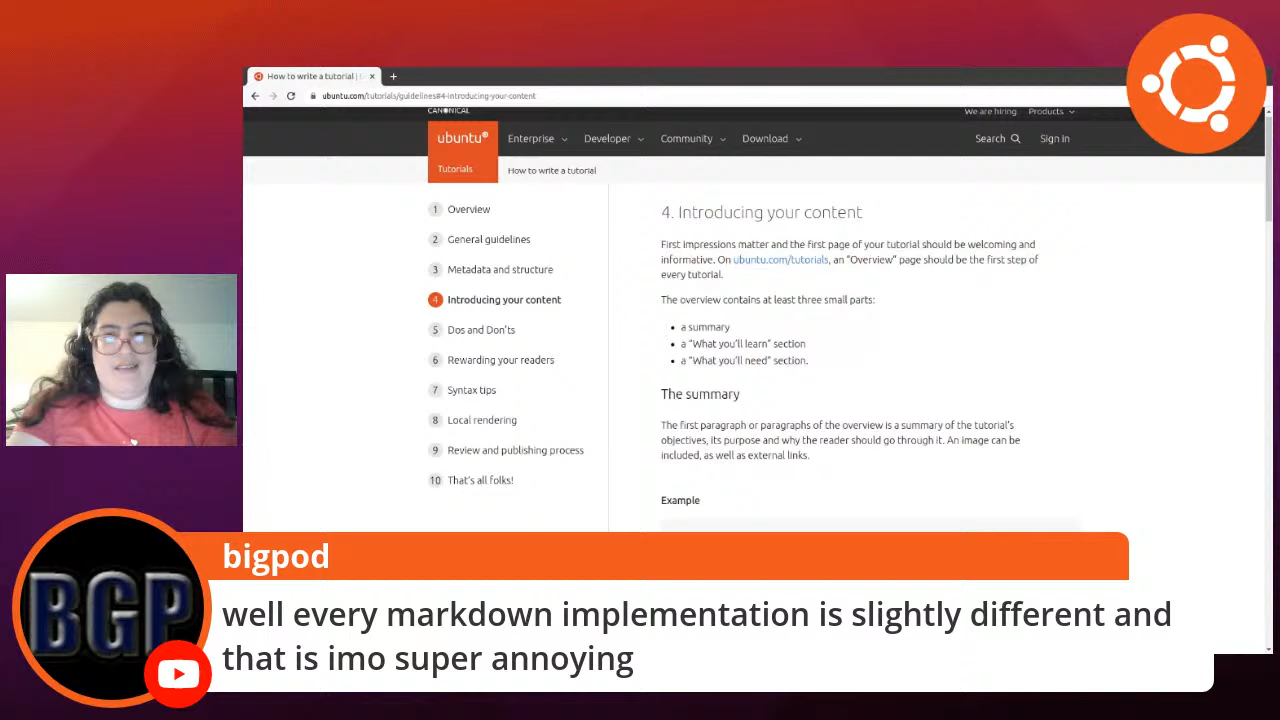 How to write a tutorial |
ubuntu.com/tutorials/guidelines#4-introducing-your-content
CANONICAL
We are hiring Products
ubuntu® Enterprise Developer Community Download Search Sign in
Tutorials How to write a tutorial
1 Overview
2 General guidelines
3 Metadata and structure
4 Introducing your content
5 Dos and Don'ts
6 Rewarding your readers
7 Syntax tips
8 Local rendering
9 Review and publishing process
10 That's all folks!
4. Introducing your content
First impressions matter and the first page of your tutorial should be welcoming and
informative. On ubuntu.com/tutorials, an “Overview” page should be the first step of
every tutorial.
The overview contains at least three small parts:
• a summary
• a “What you'll learn” section
• a “What you'll need” section.
The summary
The first paragraph or paragraphs of the overview is a summary of the tutorial's
objectives, its purpose and why the reader should go through it. An image can be
included, as well as external links.
Example
BGP
bigpod
well every markdown implementation is slightly different and
that is imo super annoying